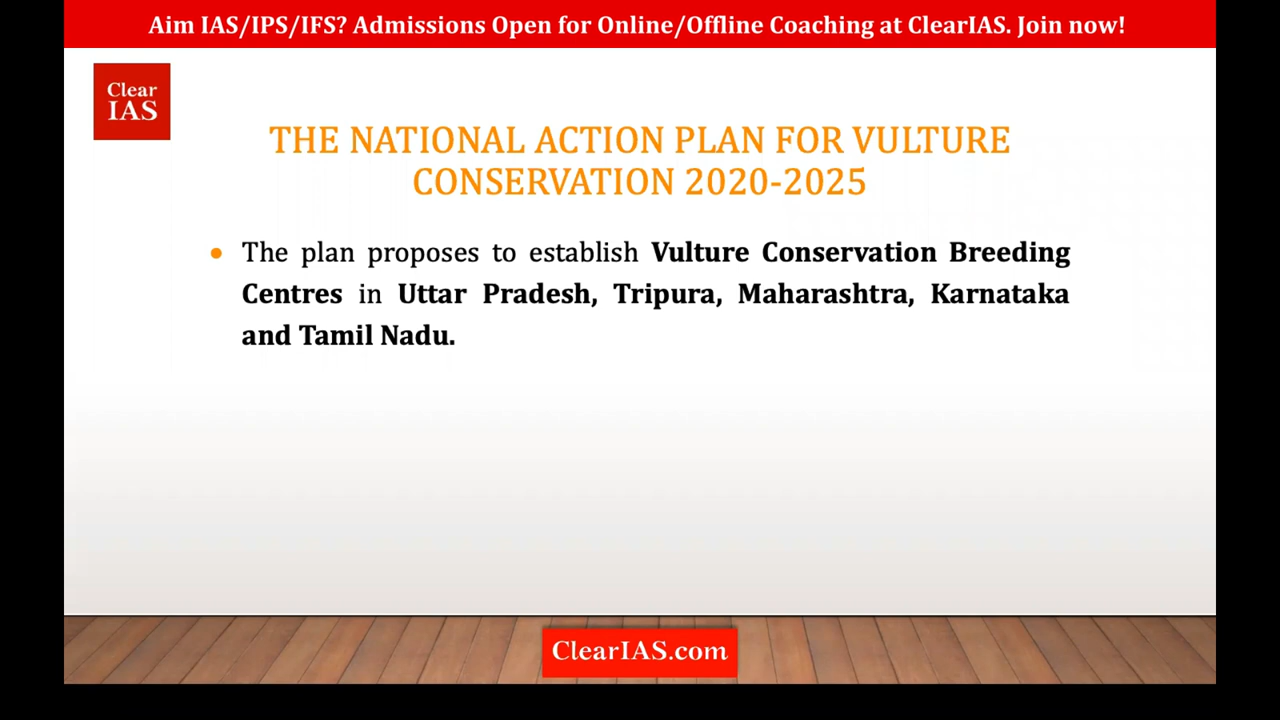 Aim IAS/IPS/IFS? Admissions Open for Online/Offline Coaching at ClearIAS. Join now!
Clear
IAS
THE NATIONAL ACTION PLAN FOR VULTURE
CONSERVATION 2020-2025
• The plan proposes to establish Vulture Conservation Breeding
Centres in Uttar Pradesh, Tripura, Maharashtra, Karnataka
and Tamil Nadu.
ClearIAS.com